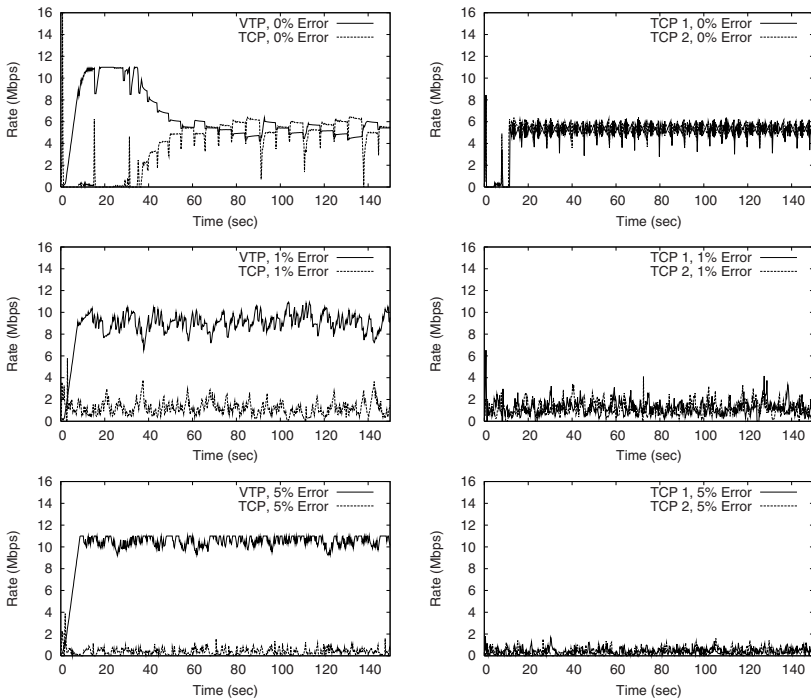 16
14
12
10
8
6
4
2
0
Rate (Mbps)
0 20 40 60 80 100 120 140
Time (sec)
VTP, 0% Error
TCP, 0% Error
16
14
12
10
8
6
4
2
0
Rate (Mbps)
0 20 40 60 80 100 120 140
Time (sec)
TCP 1, 0% Error
TCP 2, 0% Error
16
14
12
10
8
6
4
2
0
Rate (Mbps)
0 20 40 60 80 100 120 140
Time (sec)
VTP, 1% Error
TCP, 1% Error
16
14
12
10
8
6
4
2
0
Rate (Mbps)
0 20 40 60 80 100 120 140
Time (sec)
TCP 1, 1% Error
TCP 2, 1% Error
16
14
12
10
8
6
4
2
0
Rate (Mbps)
0 20 40 60 80 100 120 140
Time (sec)
VTP, 5% Error
TCP, 5% Error
16
14
12
10
8
6
4
2
0
Rate (Mbps)
0 20 40 60 80 100 120 140
Time (sec)
TCP 1, 5% Error
TCP 2, 5% Error